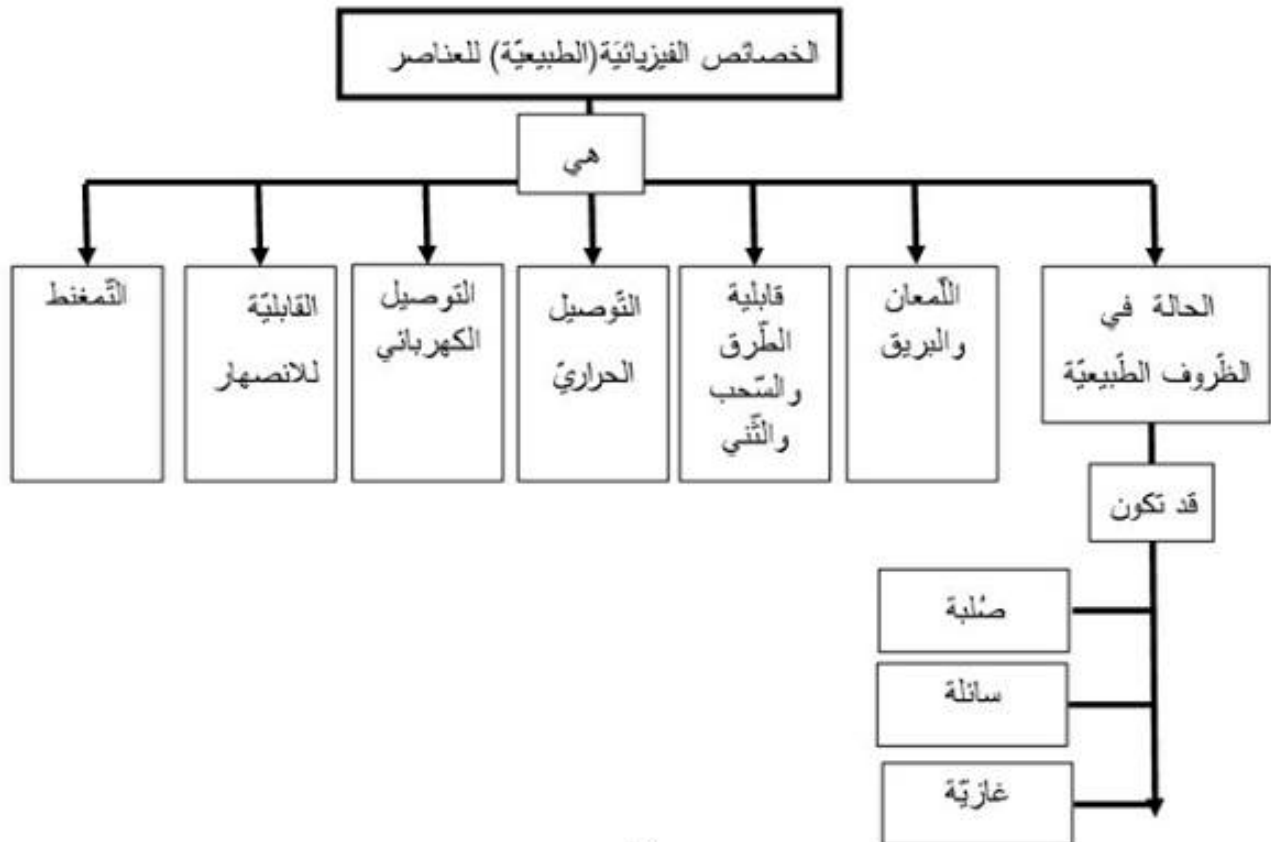 الخصائص الفيزيائيّة(الطبيعيّة) للعناصر
هي
الحالة في
الظّروف الطّبيعيّة
اللّمعان
والبريق
قابلية
الطّرق
والسّحب
والثّني
التّوصيل
الحراريّ
التوصيل
الكهربائي
القابليّة
للانصهار
التّمغنط
قد تكون
صُلبة
سائلة
غازيّة